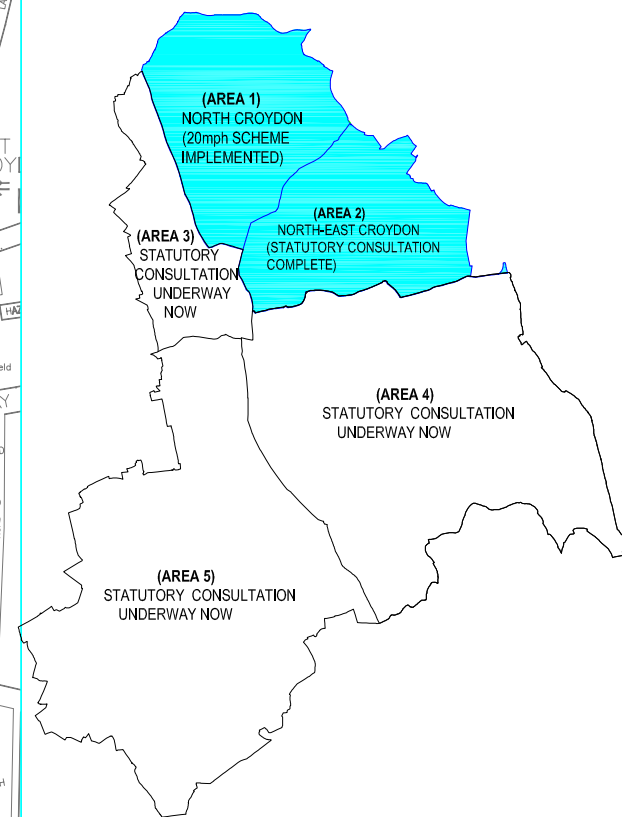 (AREA 1)
NORTH CROYDON
(20mph SCHEME
IMPLEMENTED)
(AREA 2)
NORTH-EAST CROYDON
(STATUTORY CONSULTATION
COMPLETE)
(AREA 3)
STATUTORY
CONSULTATION
UNDERWAY
NOW
(AREA 4)
STATUTORY CONSULTATION
UNDERWAY NOW
(AREA 5)
STATUTORY CONSULTATION
UNDERWAY NOW